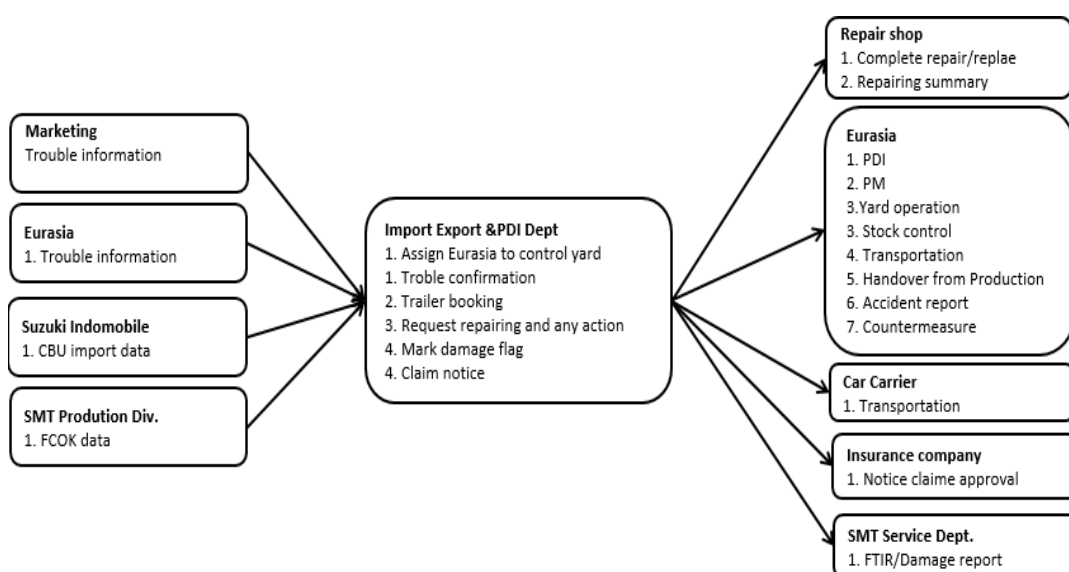 Marketing
Trouble information
Eurasia
1. Trouble information
Suzuki Indomobile
1. CBU import data
SMT Prodution Div.
1. FCOK data
Import Export &PDI Dept
1. Assign Eurasia to control yard
1. Troble confirmation
2. Trailer booking
3. Request repairing and any action
4. Mark damage flag
4. Claim notice
Repair shop
1. Complete repair/replae
2. Repairing summary
Eurasia
1. PDI
2. PM
3.Yard operation
3. Stock control
4. Transportation
5. Handover from Production
6. Accident report
7. Countermeasure
Car Carrier
1. Transportation
Insurance company
1. Notice claime approval
SMT Service Dept.
1. FTIR/Damage report